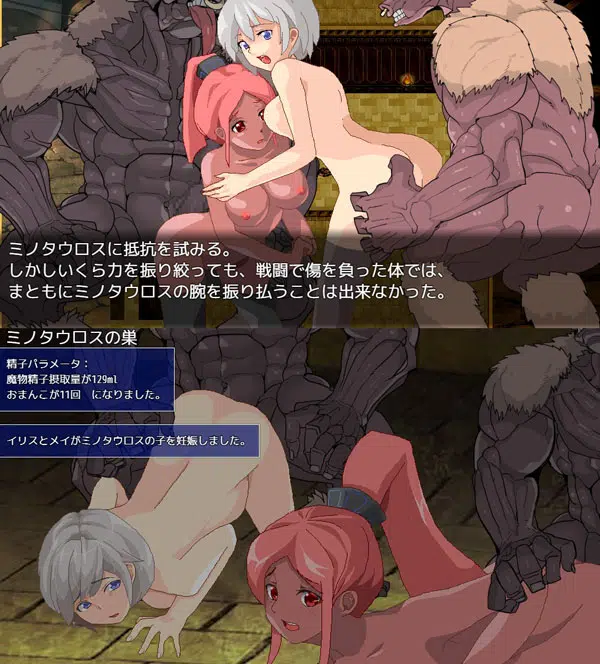 ミノタウロスに抵抗を試みる。
しかしいくら力を振り絞っても、戦闘で傷を負った体では、
まともにミノタウロスの腕を振り払うことは出来なかった。
ミノタウロスの巣
精子パラメータ：
魔物精子摂取量が129ml
おまんこが11回　になりました。
イリスとメイがミノタウロスの子を妊娠しました。